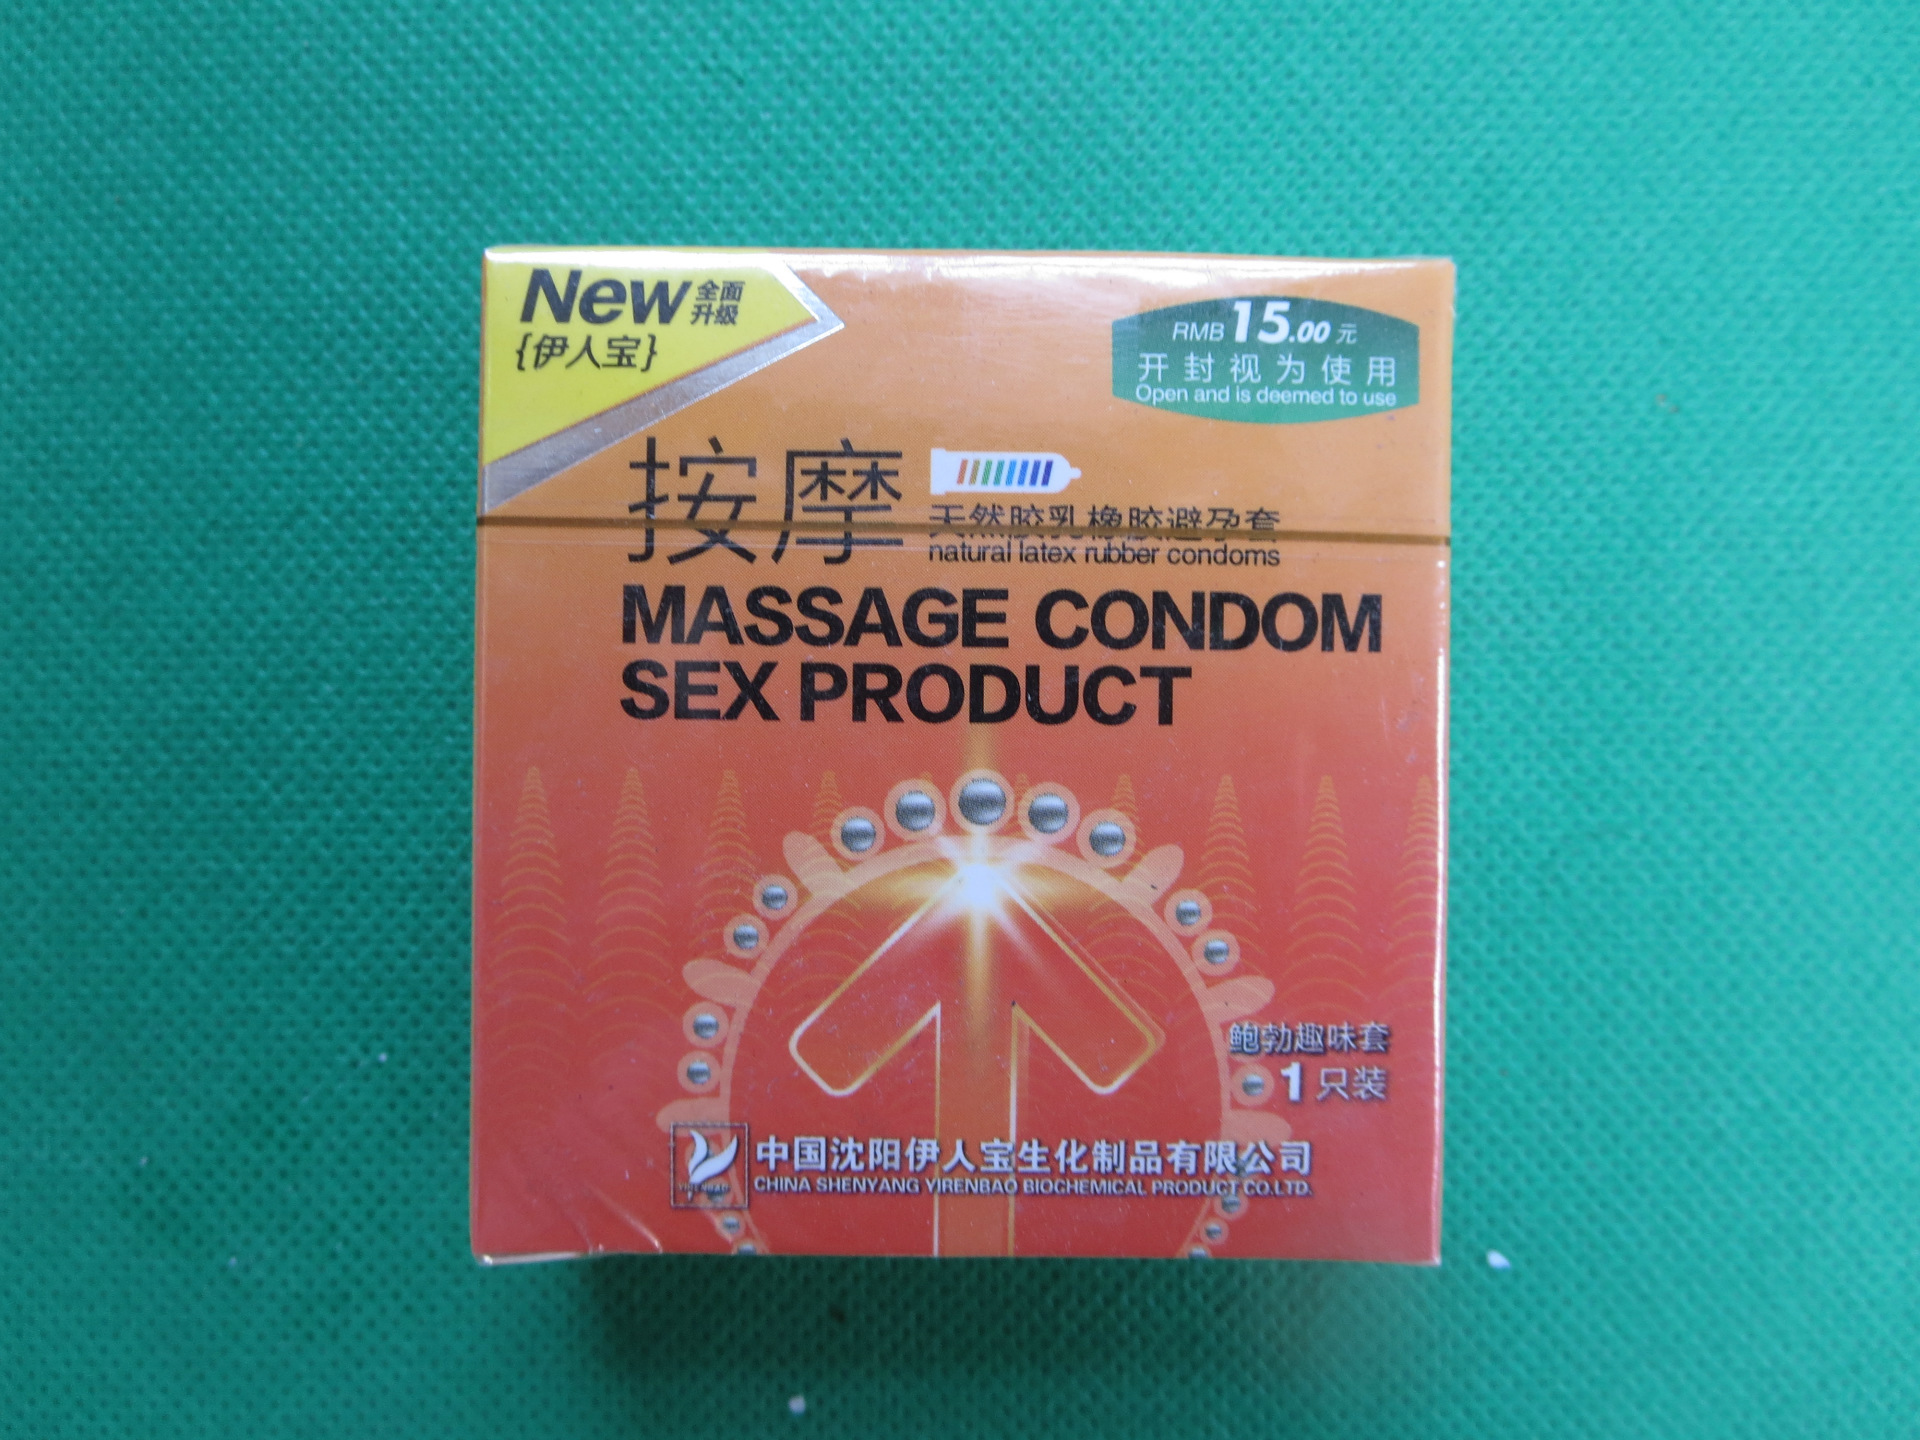 New 全面升级
{伊人宝}
RMB 15.00 元
开封视为使用
Open and is deemed to use
按摩
天然胶乳橡胶避孕套
natural latex rubber condoms
MASSAGE CONDOM
SEX PRODUCT
鲍勃趣味套
1只装
中国沈阳伊人宝生化制品有限公司
CHINA SHENYANG YIRENBAO BIOCHEMICAL PRODUCT CO.LTD.
YIRENBAO